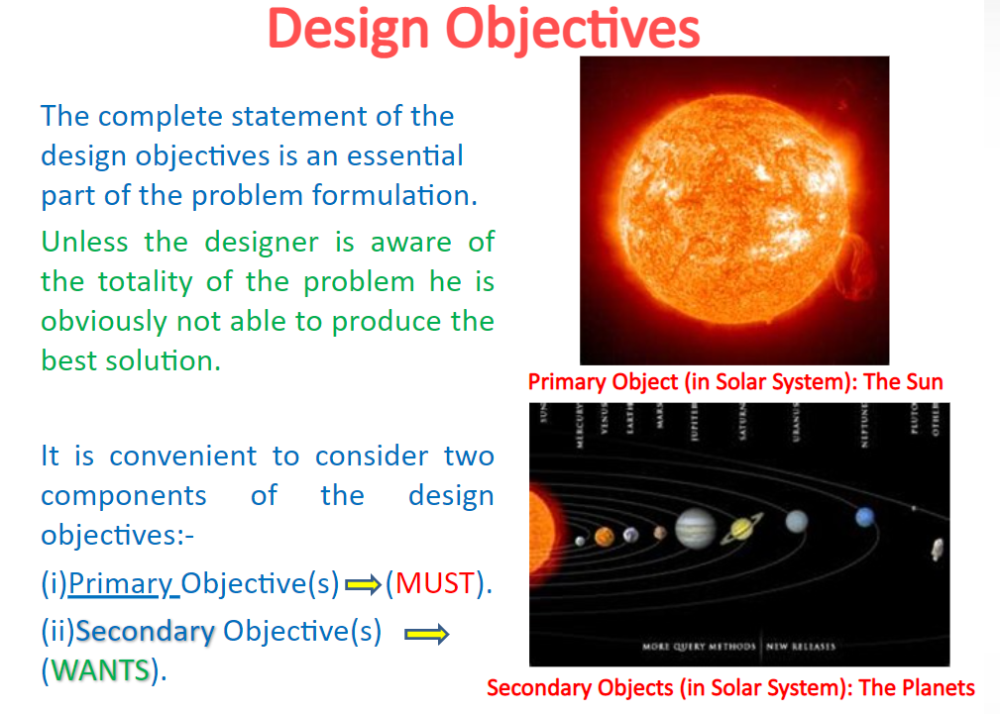 Design Objectives
The complete statement of the
design objectives is an essential
part of the problem formulation.
Unless the designer is aware of
the totality of the problem he is
obviously not able to produce the
best solution.
It is convenient to consider two
components of the design
objectives:-
(i)Primary Objective(s) (MUST).
(ii)Secondary Objective(s)
(WANTS).
Primary Object (in Solar System): The Sun
SUN
MERCURY
VENUS
EARTH
MARS
JUPITER
SATURN
URANUS
NEPTUNE
PLUTO
OTHER
MORE QUERY METHODS | NEW RELEASES
Secondary Objects (in Solar System): The Planets